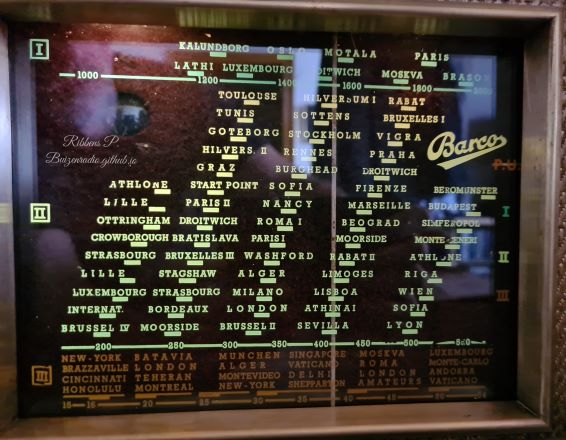 I KALUNDBORG OSLO MOTALA PARIS
LATHI LUXEMBOURG MOSKVA BRASOV
1000 1200 1400 1600 1800
TOULOUSE HILVERSUM I RABAT
TUNIS SOTTENS BRUXELLES I
GOTEBORG STOCKHOLM VIGRA
Ribbens P.
Buizenradio.github.io
Barco
P.U.
HILVERS. II RENNES PRAHA
GRAZ BURGHEAD DROITWICH
ATHLONE START POINT SOFIA FIRENZE BEROMUNSTER
II LILLE PARIS II NANCY MARSEILLE BUDAPEST I
OTTRINGHAM DROITWICH ROMA I BEOGRAD SIMFEROPOL
CROWBOROUGH BRATISLAVA PARIS I MOORSIDE MONTE-CENERI
STRASBOURG BRUXELLES III WASHFORD RABAT II ATHLONE II
LILLE STAGSHAW ALGER LIMOGES RIGA
LUXEMBOURG STRASBOURG MILANO LISBOA WIEN III
INTERNAT. BORDEAUX LONDON ATHINAI SOFIA
BRUSSEL IV MOORSIDE BRUSSEL II SEVILLA LYON
200 250 300 350 400 450 500
III NEW-YORK BATAVIA MUNCHEN SINGAPORE MOSKVA LUXEMBOURG
BRAZZAVILLE LONDON ALGER VATICANO ROMA MONTE-CARLO
CINCINNATI TEHERAN MONTEVIDEO DELHI LONDON ANDORRA
HONOLULU MONTREAL NEW-YORK SHEPPARTON AMATEURS VATICANO
15 16 20 25 30 35 40 45 50 54